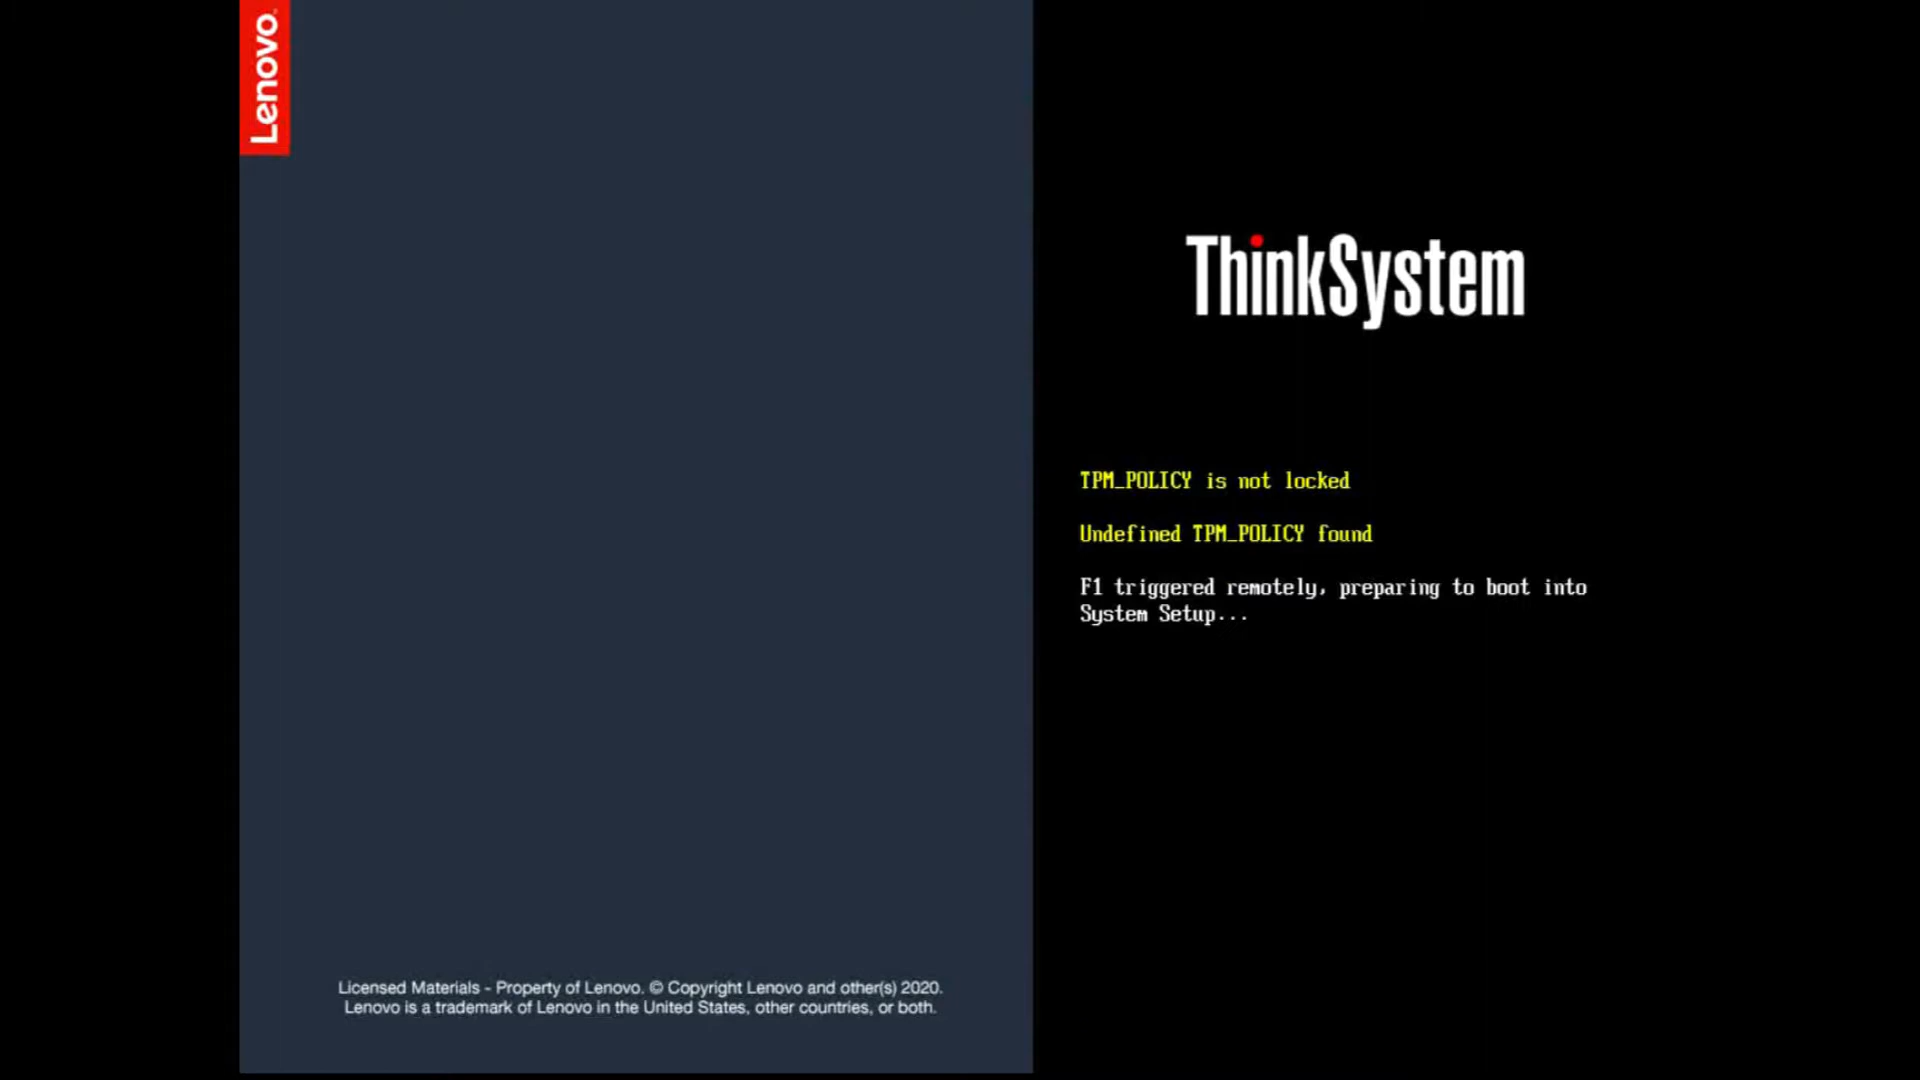 Lenovo
ThinkSystem
TPM_POLICY is not locked
Undefined TPM_POLICY found
F1 triggered remotely, preparing to boot into
System Setup...
Licensed Materials - Property of Lenovo. © Copyright Lenovo and other(s) 2020.
Lenovo is a trademark of Lenovo in the United States, other countries, or both.